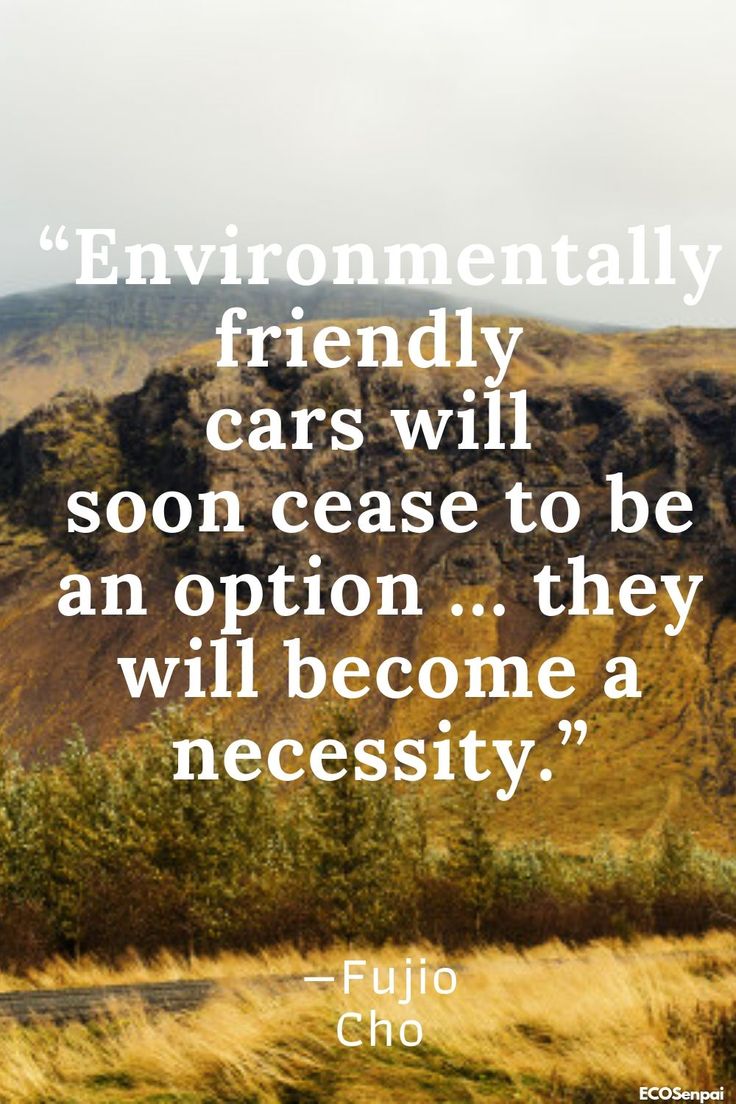 “Environmentally
friendly
cars will
soon cease to be
an option ... they
will become a
necessity.”
—Fujio
Cho
ECOSenpai